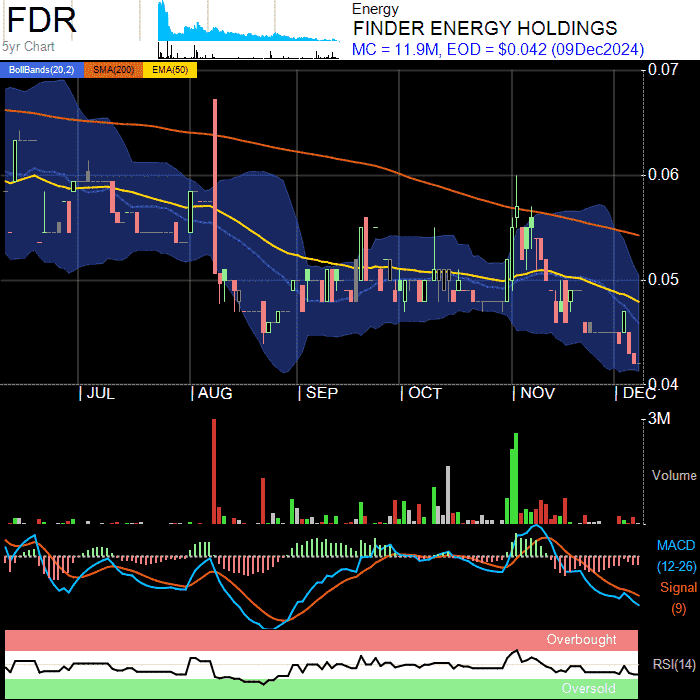 FDR
5yr Chart
Energy
FINDER ENERGY HOLDINGS
MC = 11.9M, EOD = $0.042 (09Dec2024)
BollBands(20,2) SMA(200) EMA(50)
0.07
0.06
0.05
0.04
| JUL | AUG | SEP | OCT | NOV | DEC
3M
Volume
MACD
(12-26)
Signal
(9)
Overbought
RSI(14)
Oversold